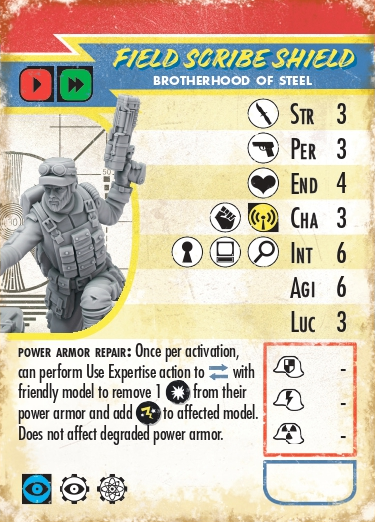 FIELD SCRIBE SHIELD
BROTHERHOOD OF STEEL
STR 3
PER 3
END 4
CHA 3
INT 6
AGI 6
LUC 3
POWER ARMOR REPAIR: Once per activation,
can perform Use Expertise action to with
friendly model to remove 1 from their
power armor and add to affected model.
Does not affect degraded power armor.
-
-
-